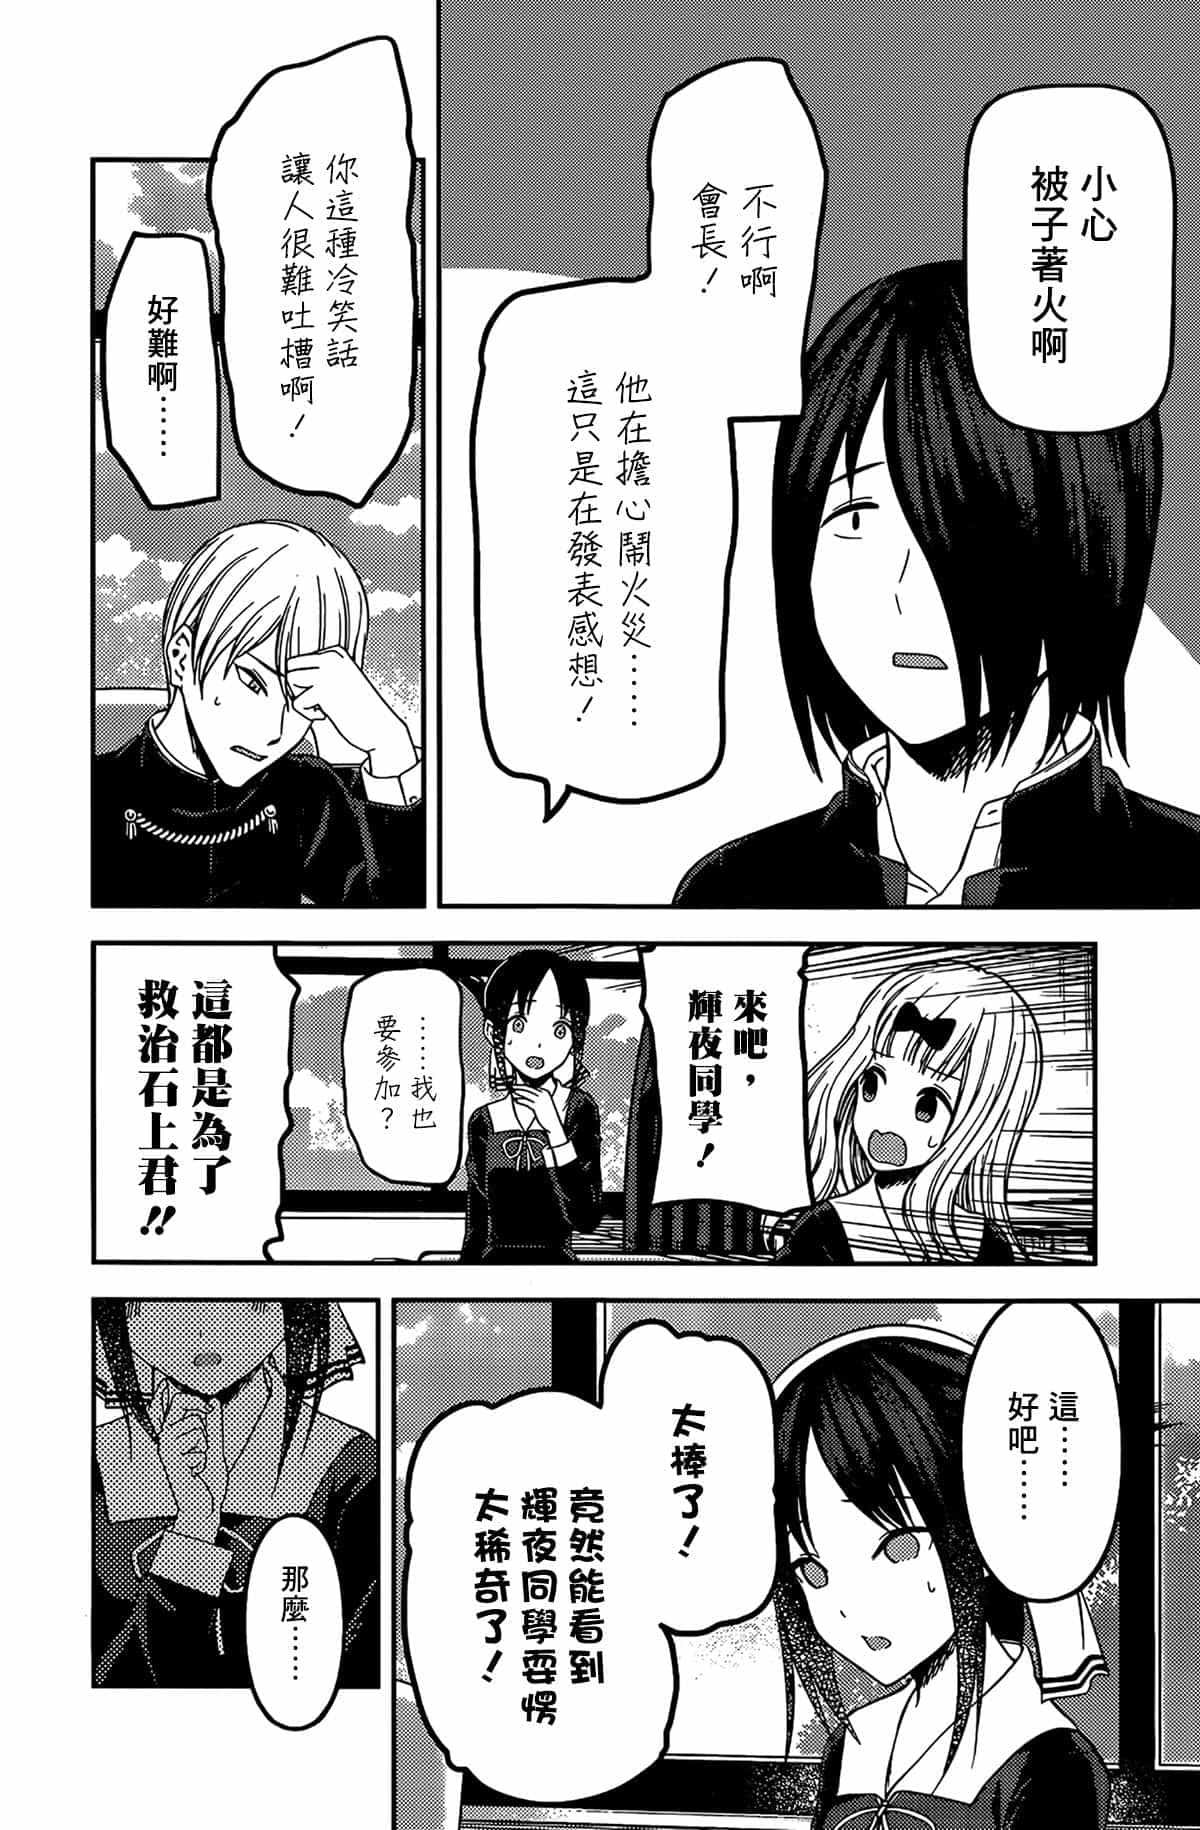 小心
被子著火啊
不行啊
會長！
他在擔心鬧火災……
這只是在發表感想！
你這種冷笑話
讓人很難吐槽啊！
好難啊……
來吧，
輝夜同學！
……我也
要參加？
這都是為了
救治石上君！！
這……
好吧……
太棒了！
竟然能看到
輝夜同學耍愣
太稀奇了！
那麼……